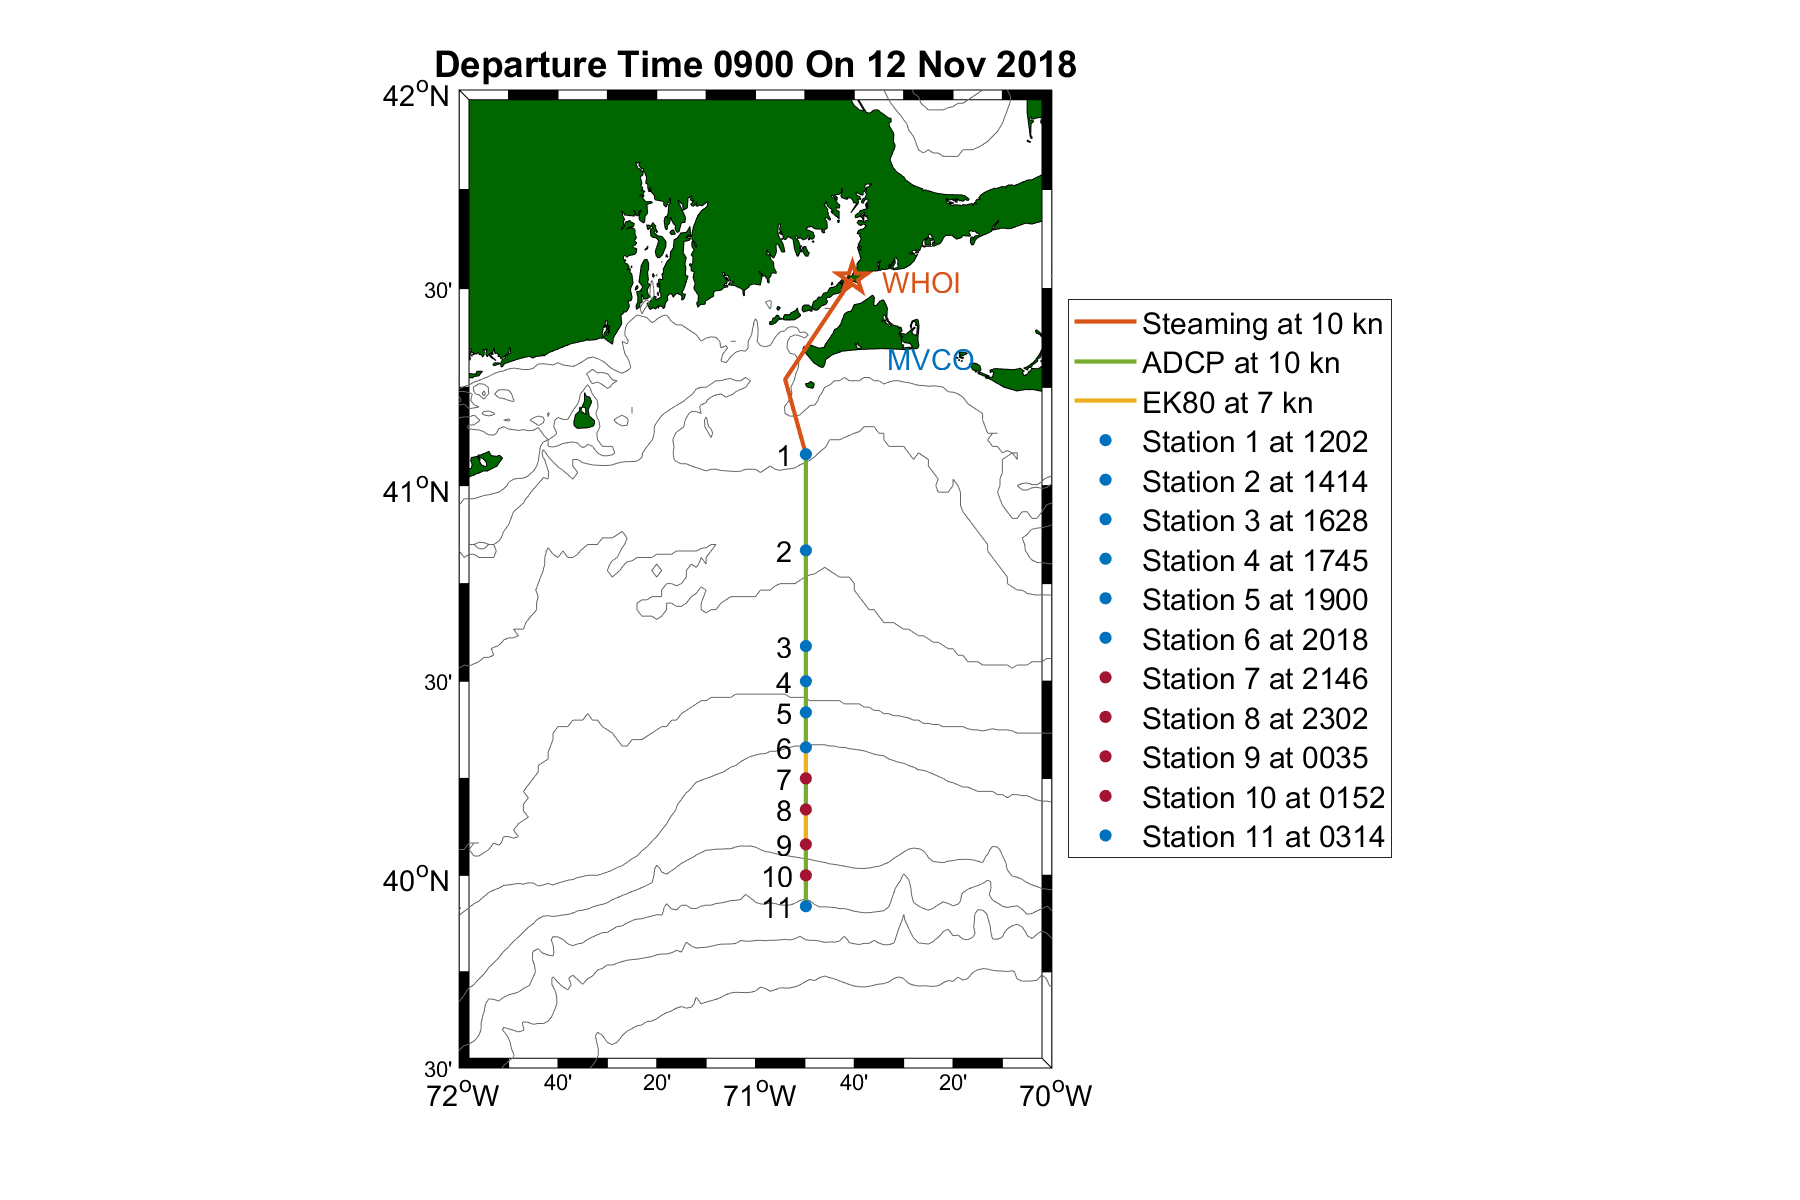 Departure Time 0900 On 12 Nov 2018
42°N
30'
41°N
30'
40°N
30'
72°W
40'
20'
71°W
40'
20'
70°W
WHOI
MVCO
1
2
3
4
5
6
7
8
9
10
11
Steaming at 10 kn
ADCP at 10 kn
EK80 at 7 kn
Station 1 at 1202
Station 2 at 1414
Station 3 at 1628
Station 4 at 1745
Station 5 at 1900
Station 6 at 2018
Station 7 at 2146
Station 8 at 2302
Station 9 at 0035
Station 10 at 0152
Station 11 at 0314